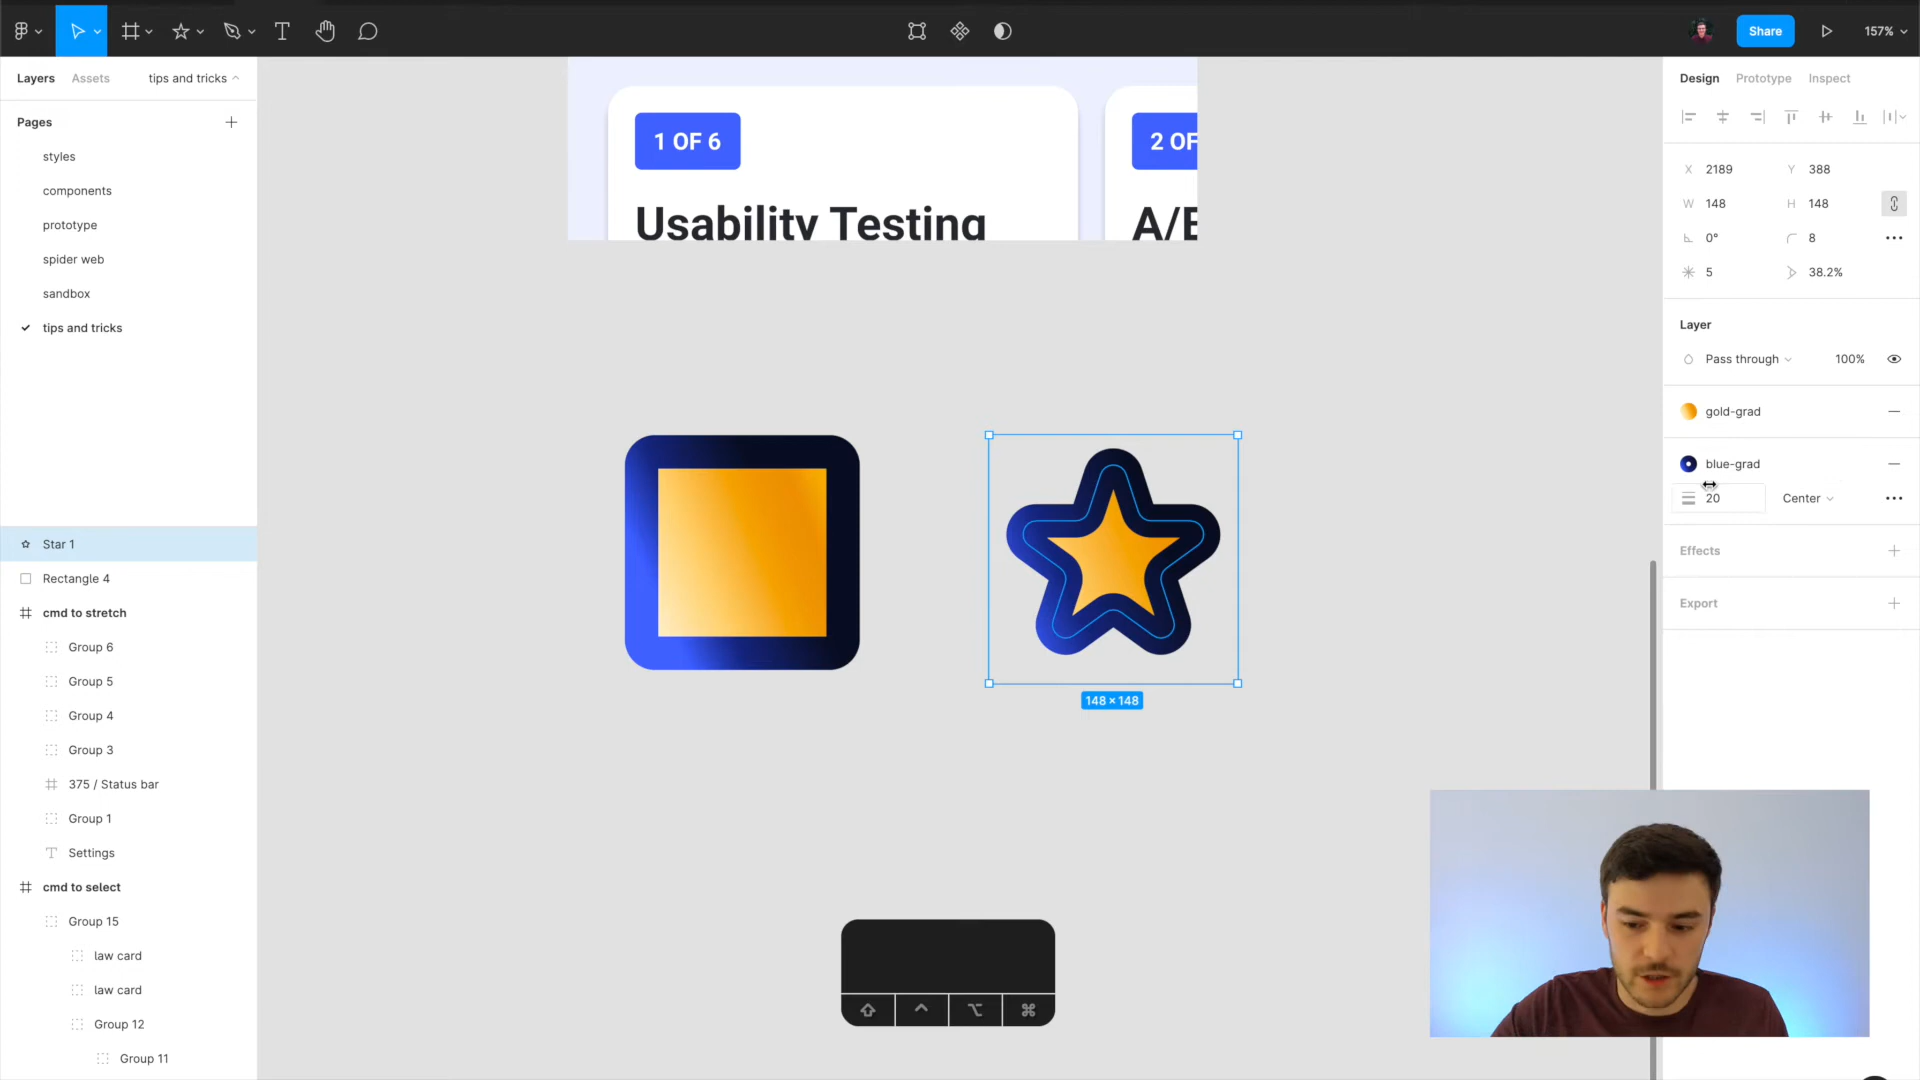 Share
157%
Layers
Assets
tips and tricks
Pages
styles
components
prototype
spider web
sandbox
tips and tricks
Star 1
Rectangle 4
cmd to stretch
Group 6
Group 5
Group 4
Group 3
375 / Status bar
Group 1
Settings
cmd to select
Group 15
law card
law card
Group 12
Group 11
1 OF 6
Usability Testing
2 OF
A/
148 × 148
Design
Prototype
Inspect
X 2189
Y 388
W 148
H 148
0°
8
5
38.2%
Layer
Pass through
100%
gold-grad
blue-grad
20
Center
Effects
Export